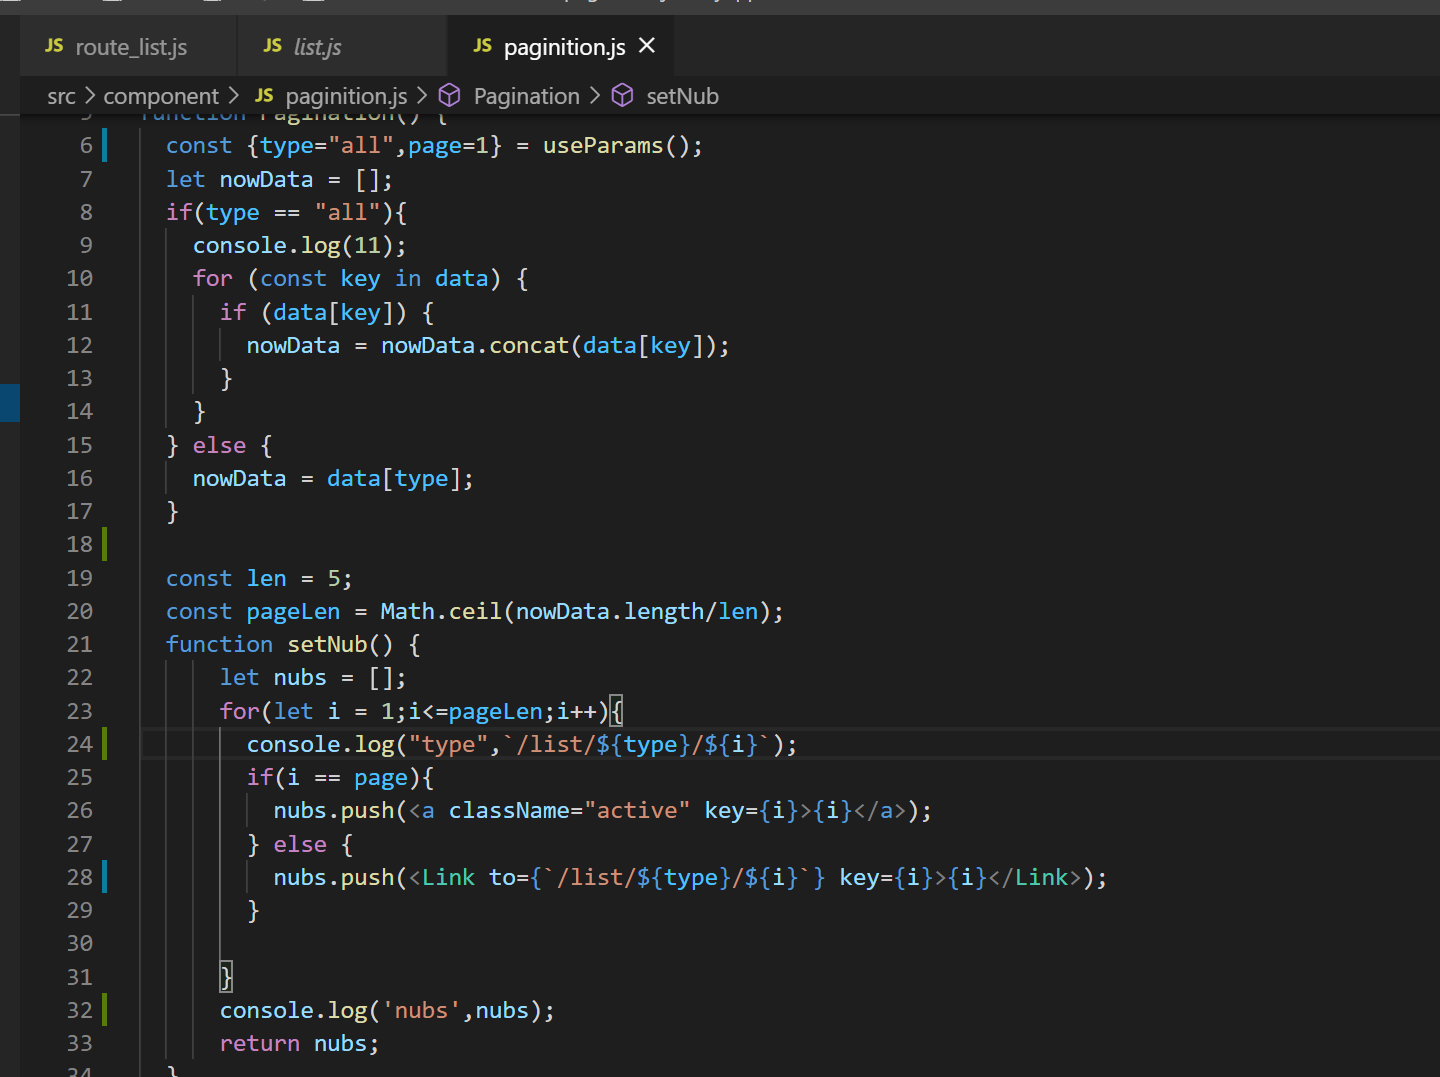 JS route_list.js JS list.js JS paginition.js ×
src > component > JS paginition.js > Pagination > setNub
function Pagination() {
6 const {type="all",page=1} = useParams();
7 let nowData = [];
8 if(type == "all"){
9 console.log(11);
10 for (const key in data) {
11 if (data[key]) {
12 nowData = nowData.concat(data[key]);
13 }
14 }
15 } else {
16 nowData = data[type];
17 }
18
19 const len = 5;
20 const pageLen = Math.ceil(nowData.length/len);
21 function setNub() {
22 let nubs = [];
23 for(let i = 1;i<=pageLen;i++){
24 console.log("type",`/list/${type}/${i}`);
25 if(i == page){
26 nubs.push(<a className="active" key={i}>{i}</a>);
27 } else {
28 nubs.push(<Link to={`/list/${type}/${i}`} key={i}>{i}</Link>);
29 }
30
31 }
32 console.log('nubs',nubs);
33 return nubs;
34 }